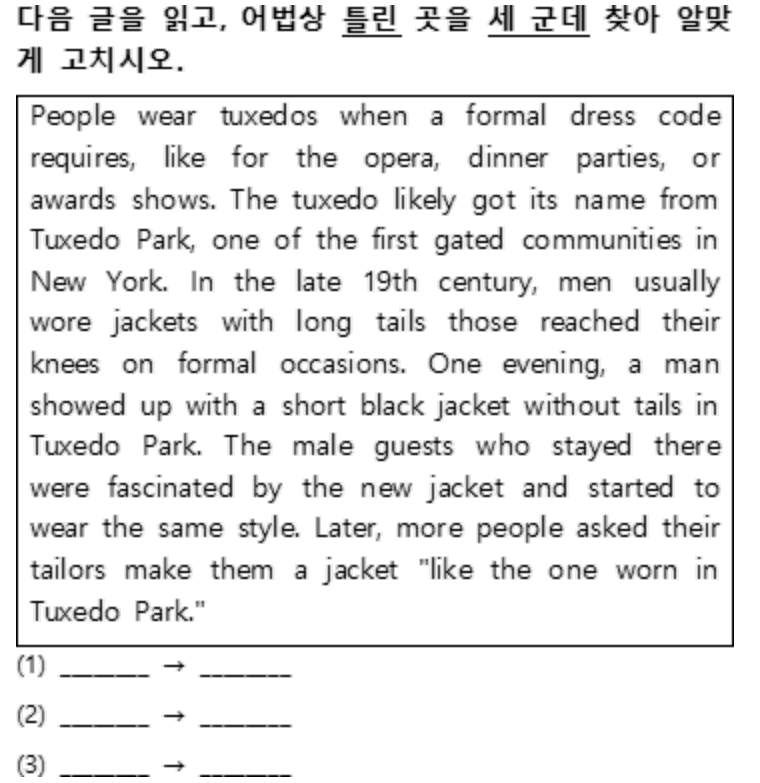 다음 글을 읽고, 어법상 틀린 곳을 세 군데 찾아 알맞
게 고치시오.
People wear tuxedos when a formal dress code
requires, like for the opera, dinner parties, or
awards shows. The tuxedo likely got its name from
Tuxedo Park, one of the first gated communities in
New York. In the late 19th century, men usually
wore jackets with long tails those reached their
knees on formal occasions. One evening, a man
showed up with a short black jacket without tails in
Tuxedo Park. The male guests who stayed there
were fascinated by the new jacket and started to
wear the same style. Later, more people asked their
tailors make them a jacket "like the one worn in
Tuxedo Park."
(1) ________ → ________
(2) ________ → ________
(3) ________ → ________